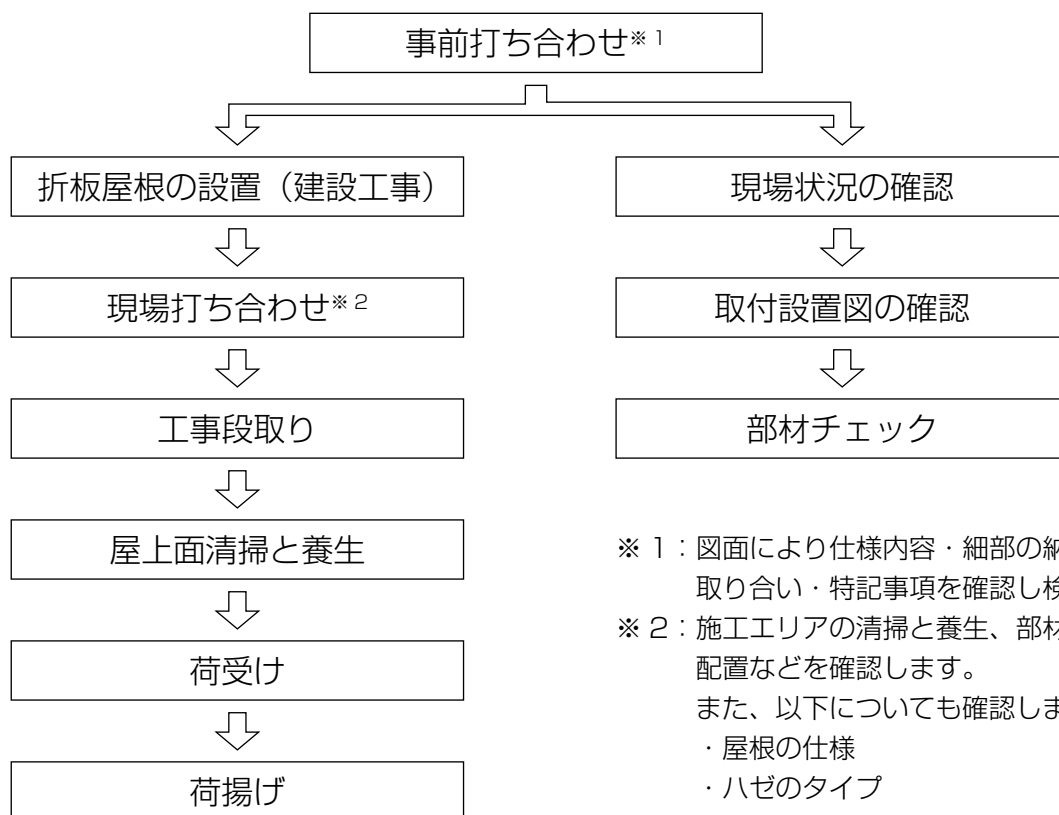 事前打ち合わせ※1
折板屋根の設置（建設工事）
現場打ち合わせ※2
工事段取り
屋上面清掃と養生
荷受け
荷揚げ
現場状況の確認
取付設置図の確認
部材チェック
※1：図面により仕様内容・細部の納
取り合い・特記事項を確認し検
※2：施工エリアの清掃と養生、部材
配置などを確認します。
また、以下についても確認しま
・屋根の仕様
・ハゼのタイプ